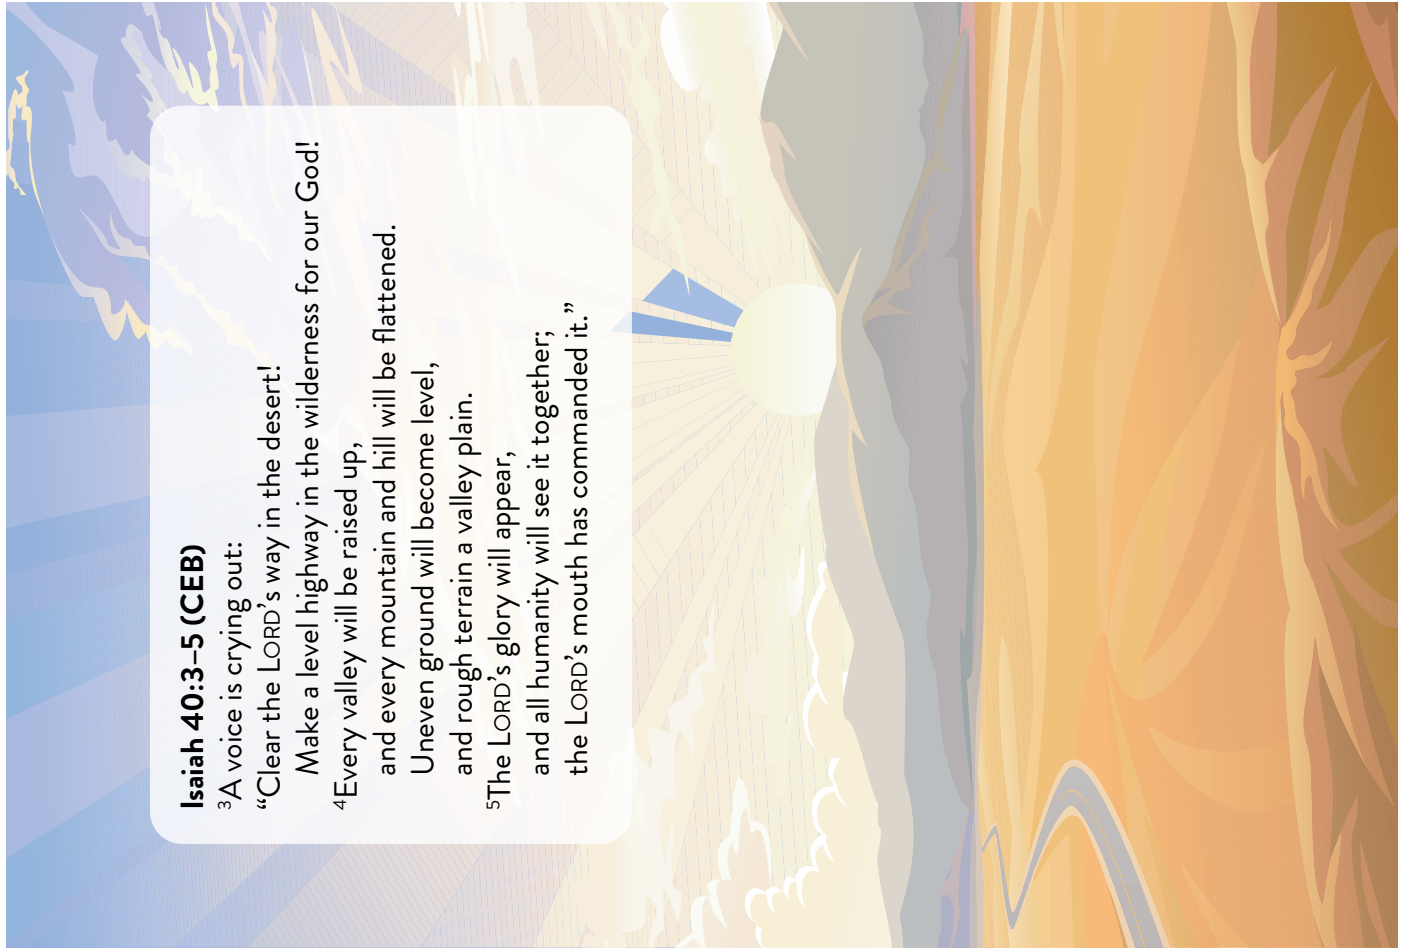 Isaiah 40:3–5 (CEB)
³A voice is crying out:
“Clear the LORD’s way in the desert!
Make a level highway in the wilderness for our God!
⁴Every valley will be raised up,
and every mountain and hill will be flattened.
Uneven ground will become level,
and rough terrain a valley plain.
⁵The LORD’s glory will appear,
and all humanity will see it together;
the LORD’s mouth has commanded it.”